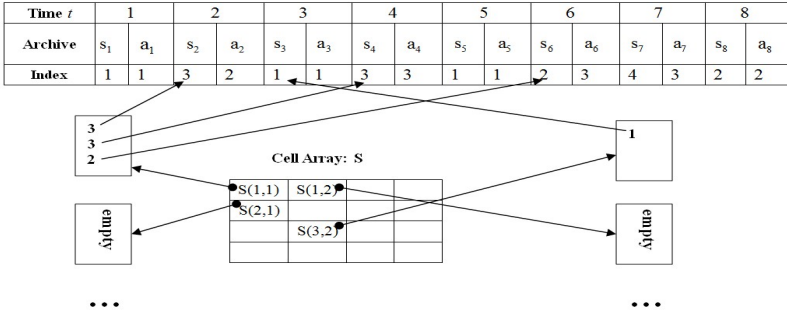 Time t 1 2 3 4 5 6 7 8
Archive s1 a1 s2 a2 s3 a3 s4 a4 s5 a5 s6 a6 s7 a7 s8 a8
Index 1 1 3 2 1 1 3 3 1 1 2 3 4 3 2 2
3
3
2
1
Cell Array: S
S(1,1) S(1,2)
S(2,1)
S(3,2)
empty
empty
...
...